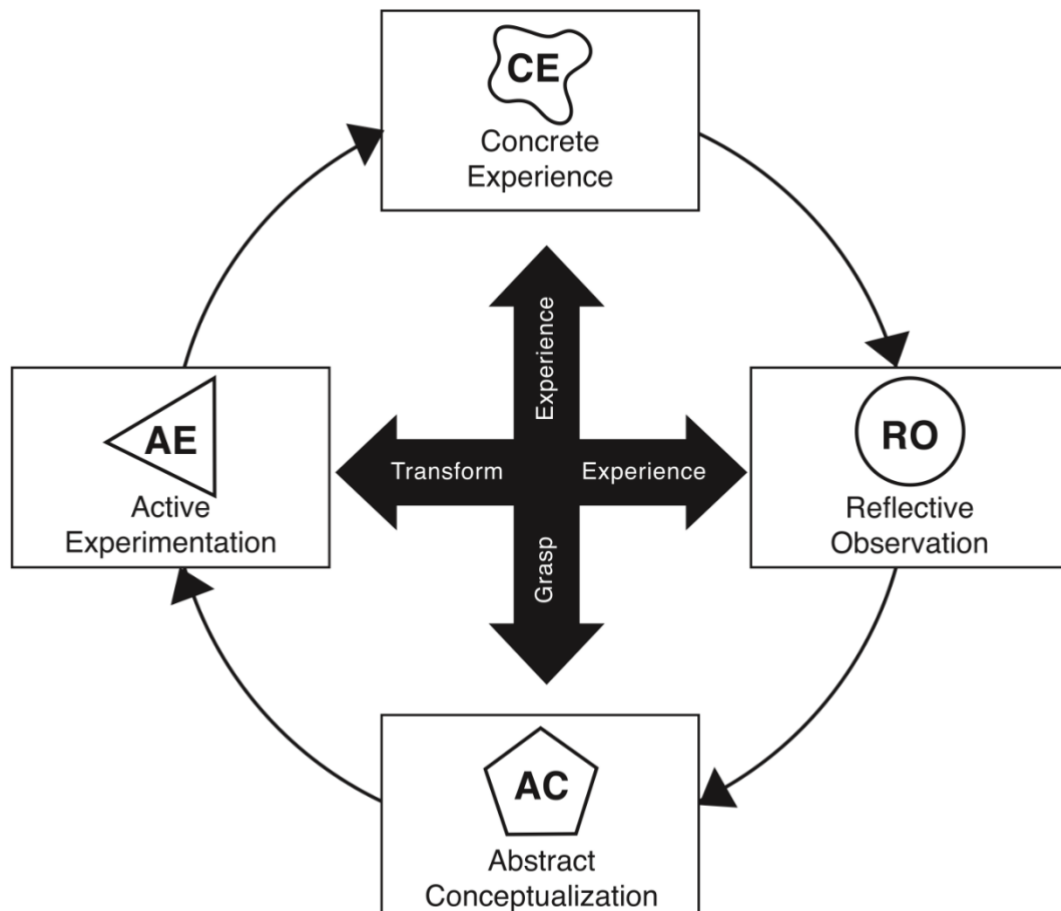 CE
Concrete
Experience
Experience
AE
Active
Experimentation
Transform
Experience
RO
Reflective
Observation
Grasp
AC
Abstract
Conceptualization